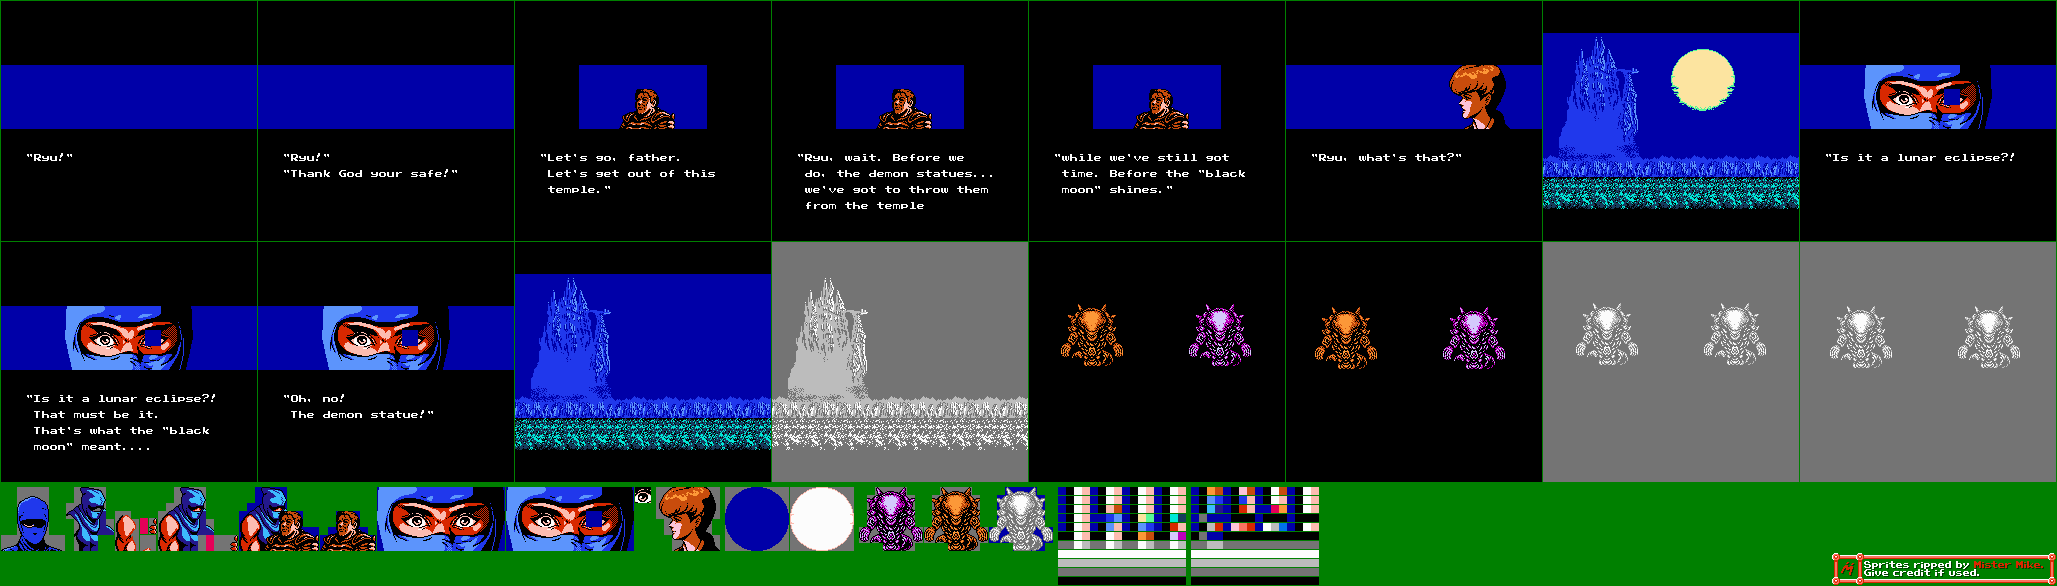 "Ryu!"
"Ryu!"
"Thank God your safe!"
"Let's go, father.
Let's get out of this
temple."
"Ryu, wait. Before we
do, the demon statues...
we've got to throw them
from the temple
"while we've still got
time. Before the "black
moon" shines."
"Ryu, what's that?"
"Is it a lunar eclipse?!
"Is it a lunar eclipse?!
That must be it.
That's what the "black
moon" meant....
"Oh, no!
The demon statue!"
M
Sprites ripped by Mister Mike.
Give credit if used.